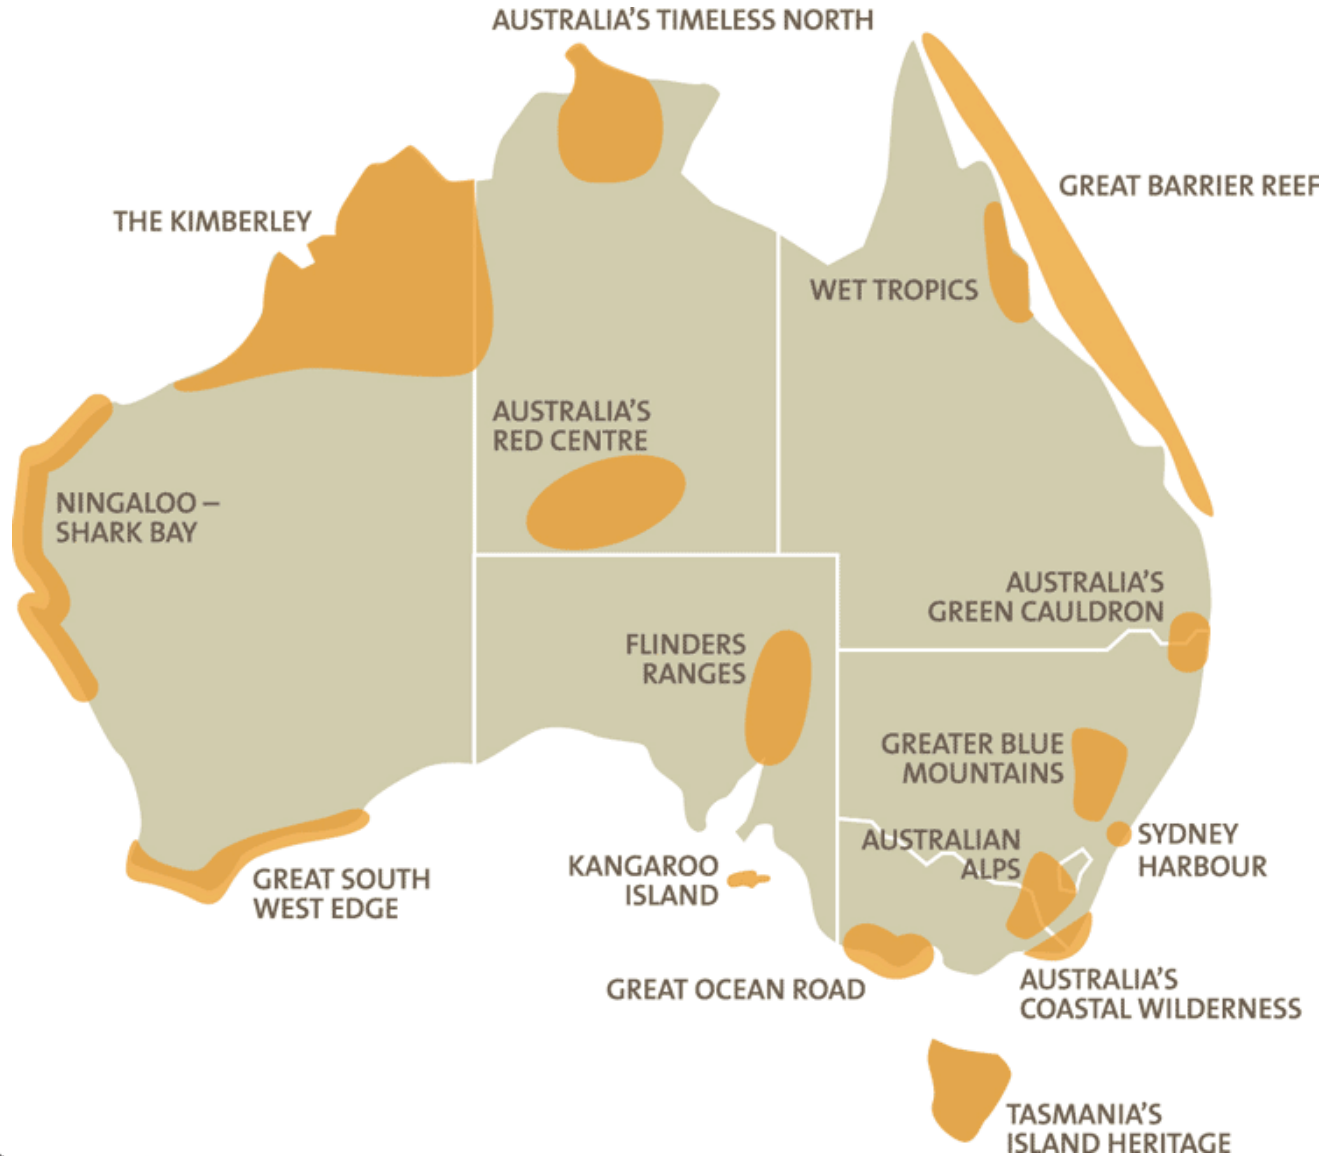 AUSTRALIA'S TIMELESS NORTH
GREAT BARRIER REEF
THE KIMBERLEY
WET TROPICS
AUSTRALIA'S
RED CENTRE
NINGALOO –
SHARK BAY
AUSTRALIA'S
GREEN CAULDRON
FLINDERS
RANGES
GREATER BLUE
MOUNTAINS
SYDNEY
HARBOUR
AUSTRALIAN
ALPS
KANGAROO
ISLAND
GREAT SOUTH
WEST EDGE
GREAT OCEAN ROAD
AUSTRALIA'S
COASTAL WILDERNESS
TASMANIA'S
ISLAND HERITAGE